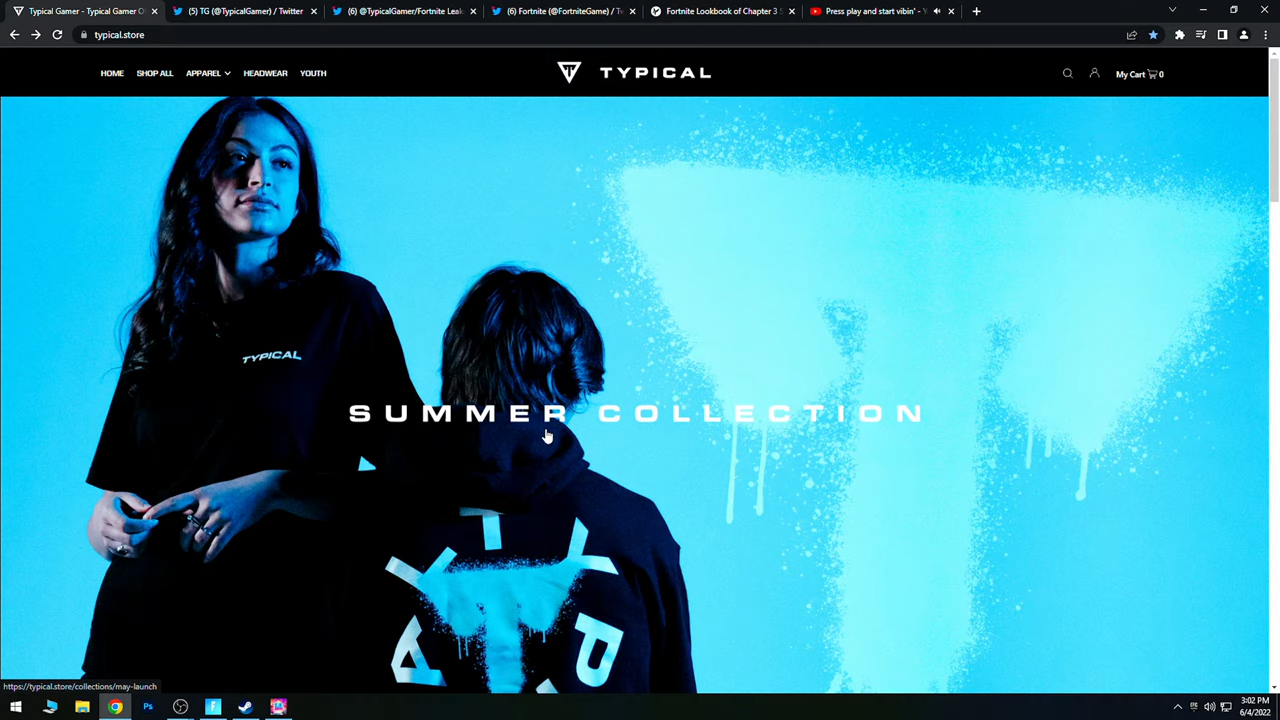 Typical Gamer - Typical Gamer O
(5) TG (@TypicalGamer) / Twitter
(6) @TypicalGamer/Fortnite Leak
(6) Fortnite (@FortniteGame) / Tw
Fortnite Lookbook of Chapter 3 S
Press play and start vibin' - Y
typical.store
HOME
SHOP ALL
APPAREL
HEADWEAR
YOUTH
TYPICAL
My Cart 0
TYPICAL
SUMMER COLLECTION
https://typical.store/collections/may-launch
3:02 PM
6/4/2022